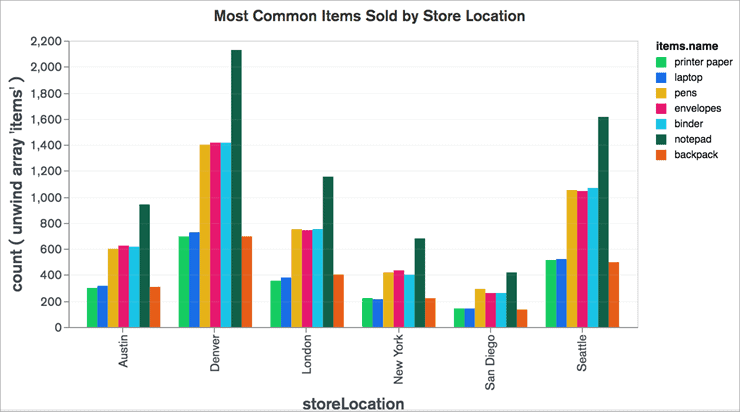 Most Common Items Sold by Store Location
items.name
printer paper
laptop
pens
envelopes
binder
notepad
backpack
count ( unwind array 'items' )
2,200
2,000
1,800
1,600
1,400
1,200
1,000
800
600
400
200
0
Austin
Denver
London
New York
San Diego
Seattle
storeLocation